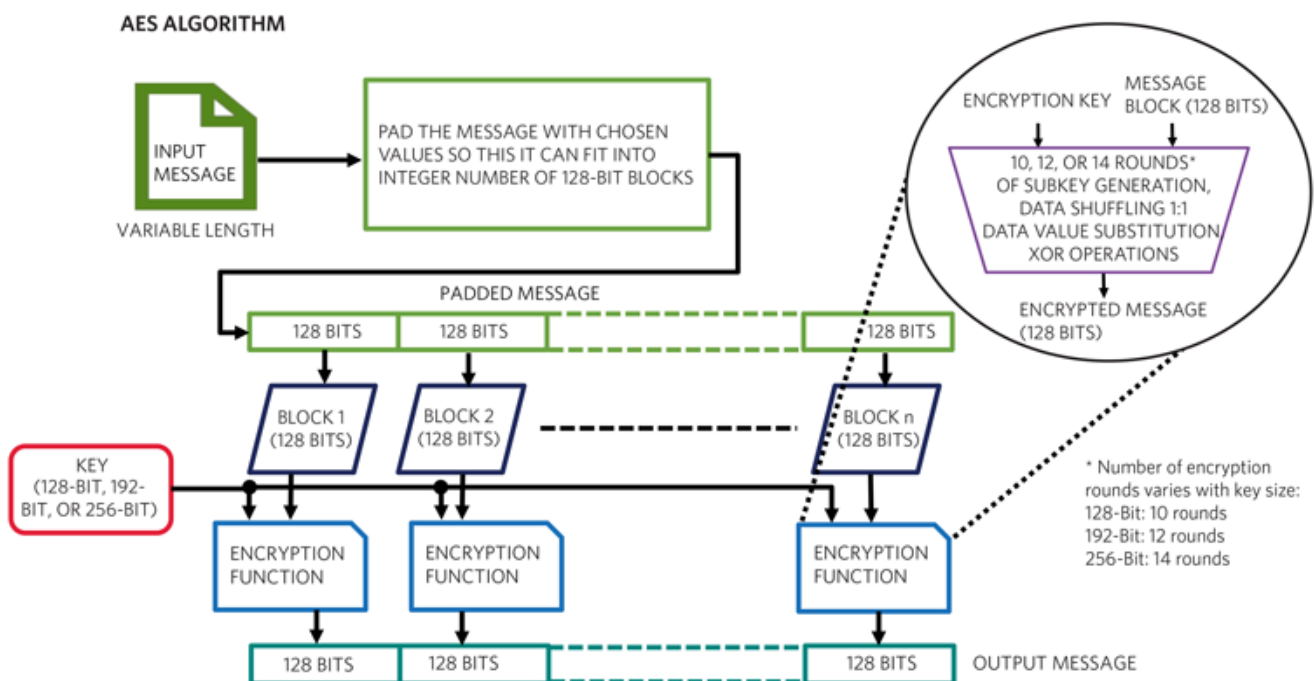 AES ALGORITHM
INPUT
MESSAGE
VARIABLE LENGTH
PAD THE MESSAGE WITH CHOSEN
VALUES SO THIS IT CAN FIT INTO
INTEGER NUMBER OF 128-BIT BLOCKS
ENCRYPTION KEY
MESSAGE
BLOCK (128 BITS)
10, 12, OR 14 ROUNDS*
OF SUBKEY GENERATION,
DATA SHUFFLING 1:1
DATA VALUE SUBSTITUTION,
XOR OPERATIONS
ENCRYPTED MESSAGE
(128 BITS)
PADDED MESSAGE
128 BITS
128 BITS
128 BITS
BLOCK 1
(128 BITS)
BLOCK 2
(128 BITS)
BLOCK n
(128 BITS)
KEY
(128-BIT, 192-
BIT, OR 256-BIT)
* Number of encryption
rounds varies with key size:
128-Bit: 10 rounds
192-Bit: 12 rounds
256-Bit: 14 rounds
ENCRYPTION
FUNCTION
ENCRYPTION
FUNCTION
ENCRYPTION
FUNCTION
128 BITS
128 BITS
128 BITS
OUTPUT MESSAGE